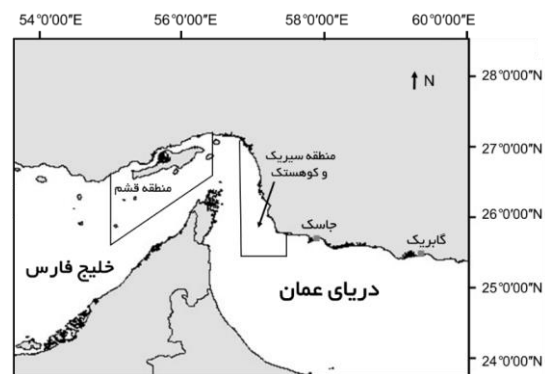 54°0'0"E 56°0'0"E 58°0'0"E 60°0'0"E
28°0'0"N
N
27°0'0"N
منطقه سیریک
و کوهستک
منطقه قشم
26°0'0"N
جاسک
گابریک
خلیج فارس
دریای عمان
25°0'0"N
24°0'0"N